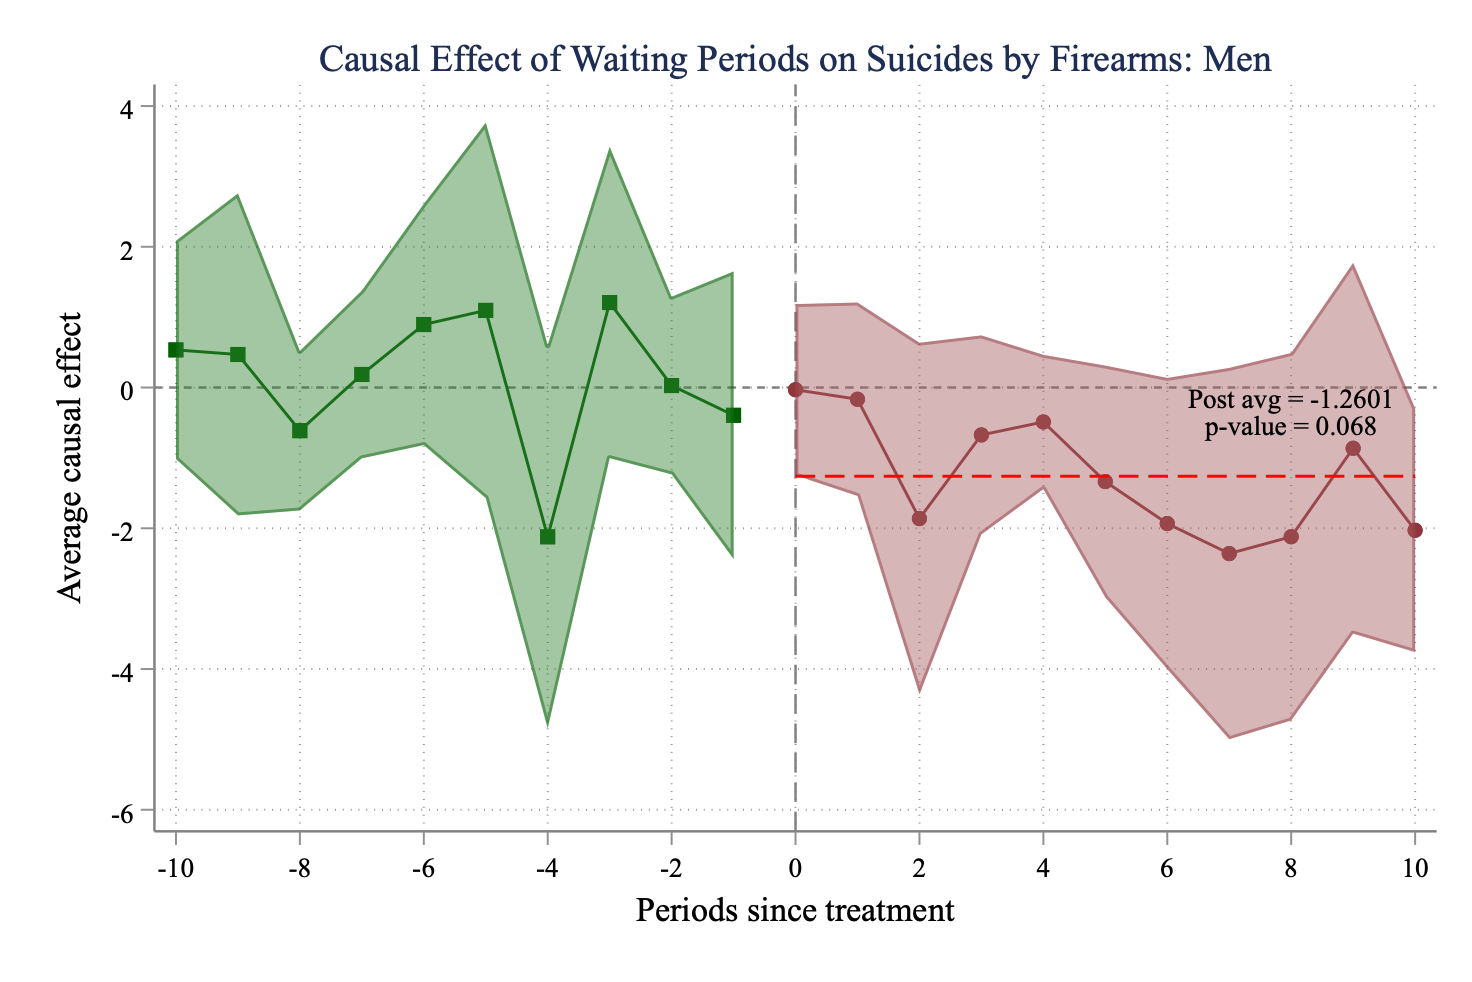 Causal Effect of Waiting Periods on Suicides by Firearms: Men
4
2
0
-2
-4
-6
Average causal effect
Post avg = -1.2601
p-value = 0.068
-10 -8 -6 -4 -2 0 2 4 6 8 10
Periods since treatment